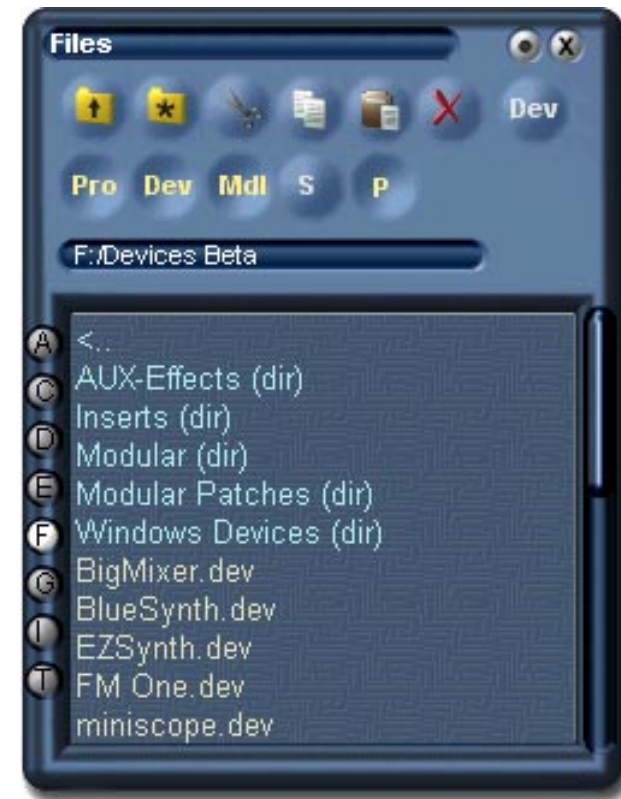 Files X
Dev
Pro Dev Mdl S P
F:/Devices Beta
A <..
C AUX-Effects (dir)
Inserts (dir)
D Modular (dir)
E Modular Patches (dir)
F Windows Devices (dir)
G BigMixer.dev
BlueSynth.dev
I EZSynth.dev
T FM One.dev
miniscope.dev